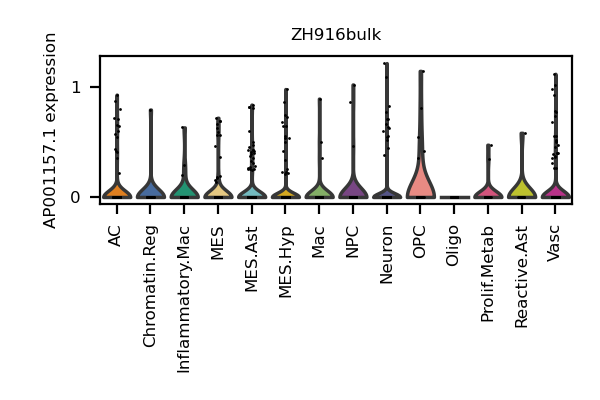 ZH916bulk
AP001157.1 expression
1
0
AC
Chromatin.Reg
Inflammatory.Mac
MES
MES.Ast
MES.Hyp
Mac
NPC
Neuron
OPC
Oligo
Prolif.Metab
Reactive.Ast
Vasc